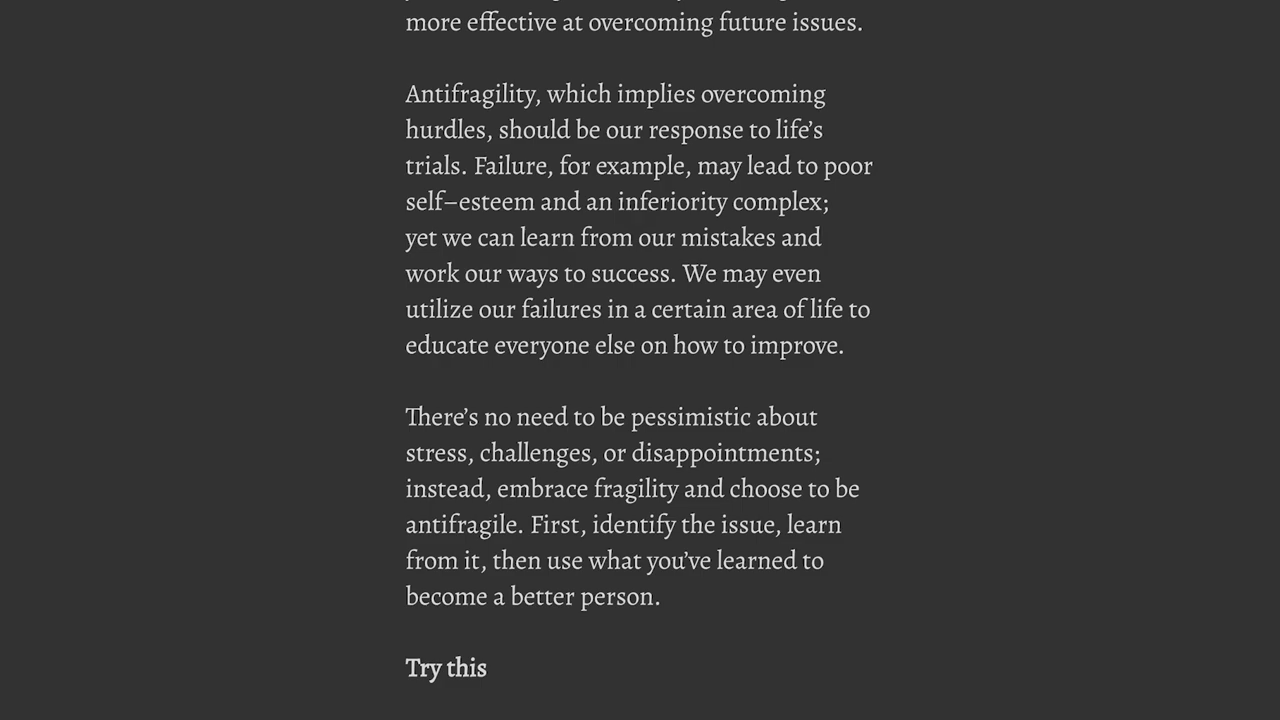 more effective at overcoming future issues.
Antifragility, which implies overcoming
hurdles, should be our response to life’s
trials. Failure, for example, may lead to poor
self–esteem and an inferiority complex;
yet we can learn from our mistakes and
work our ways to success. We may even
utilize our failures in a certain area of life to
educate everyone else on how to improve.
There’s no need to be pessimistic about
stress, challenges, or disappointments;
instead, embrace fragility and choose to be
antifragile. First, identify the issue, learn
from it, then use what you’ve learned to
become a better person.
Try this